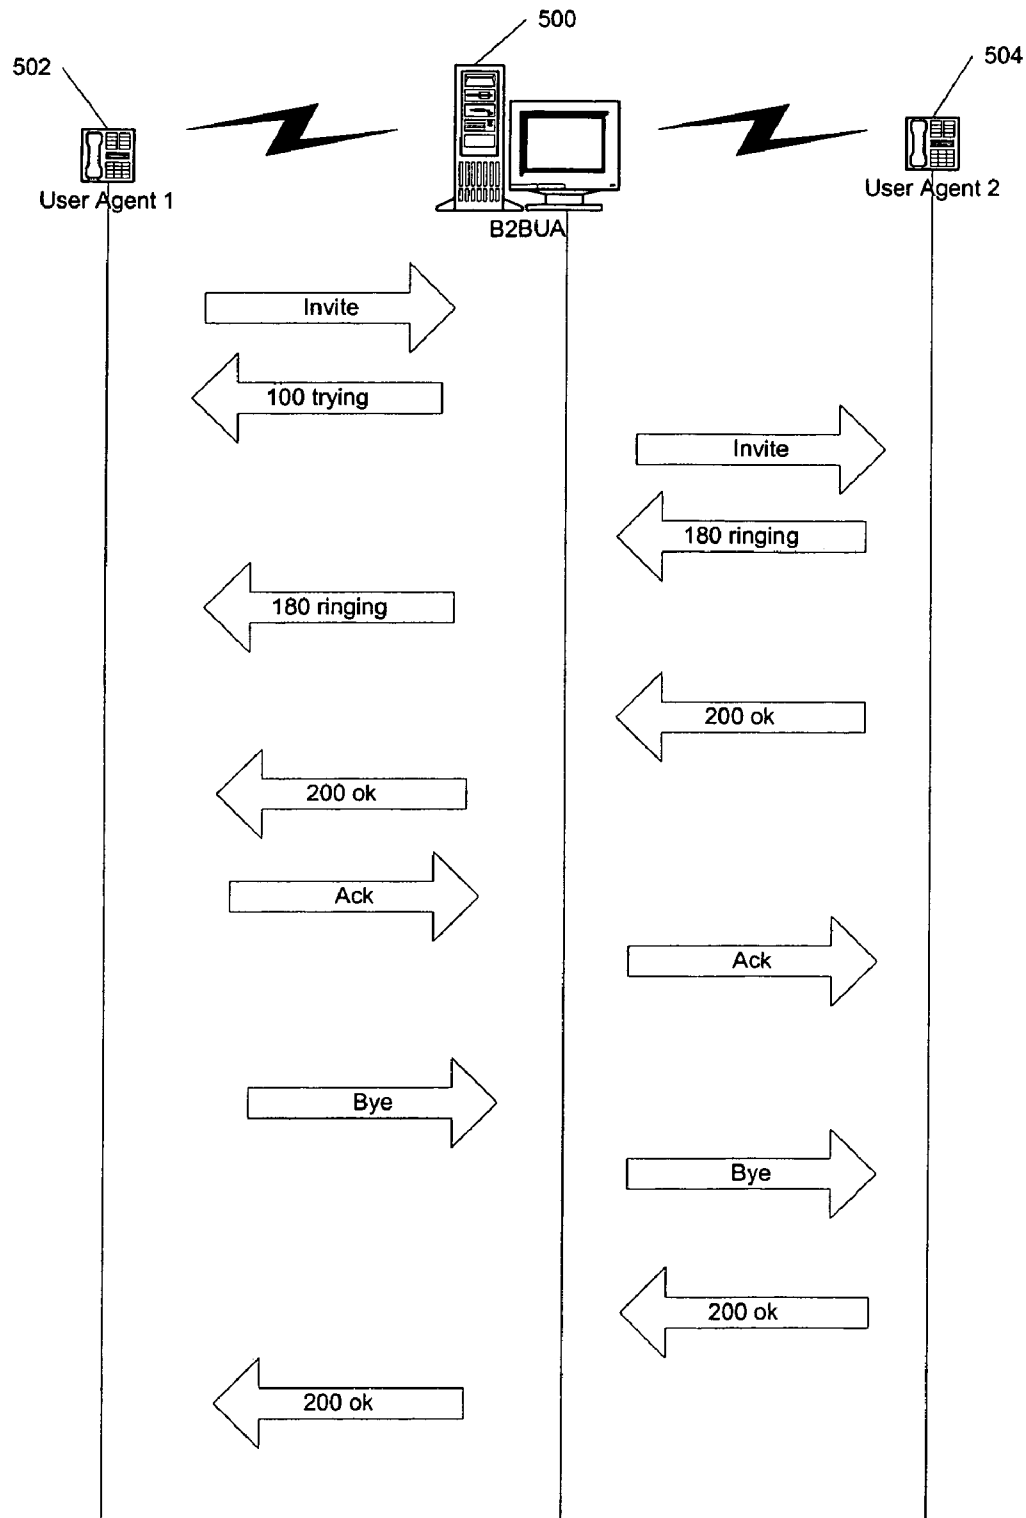 500
502
504
User Agent 1
User Agent 2
B2BUA
Invite
100 trying
Invite
180 ringing
180 ringing
200 ok
200 ok
Ack
Ack
Bye
Bye
200 ok
200 ok